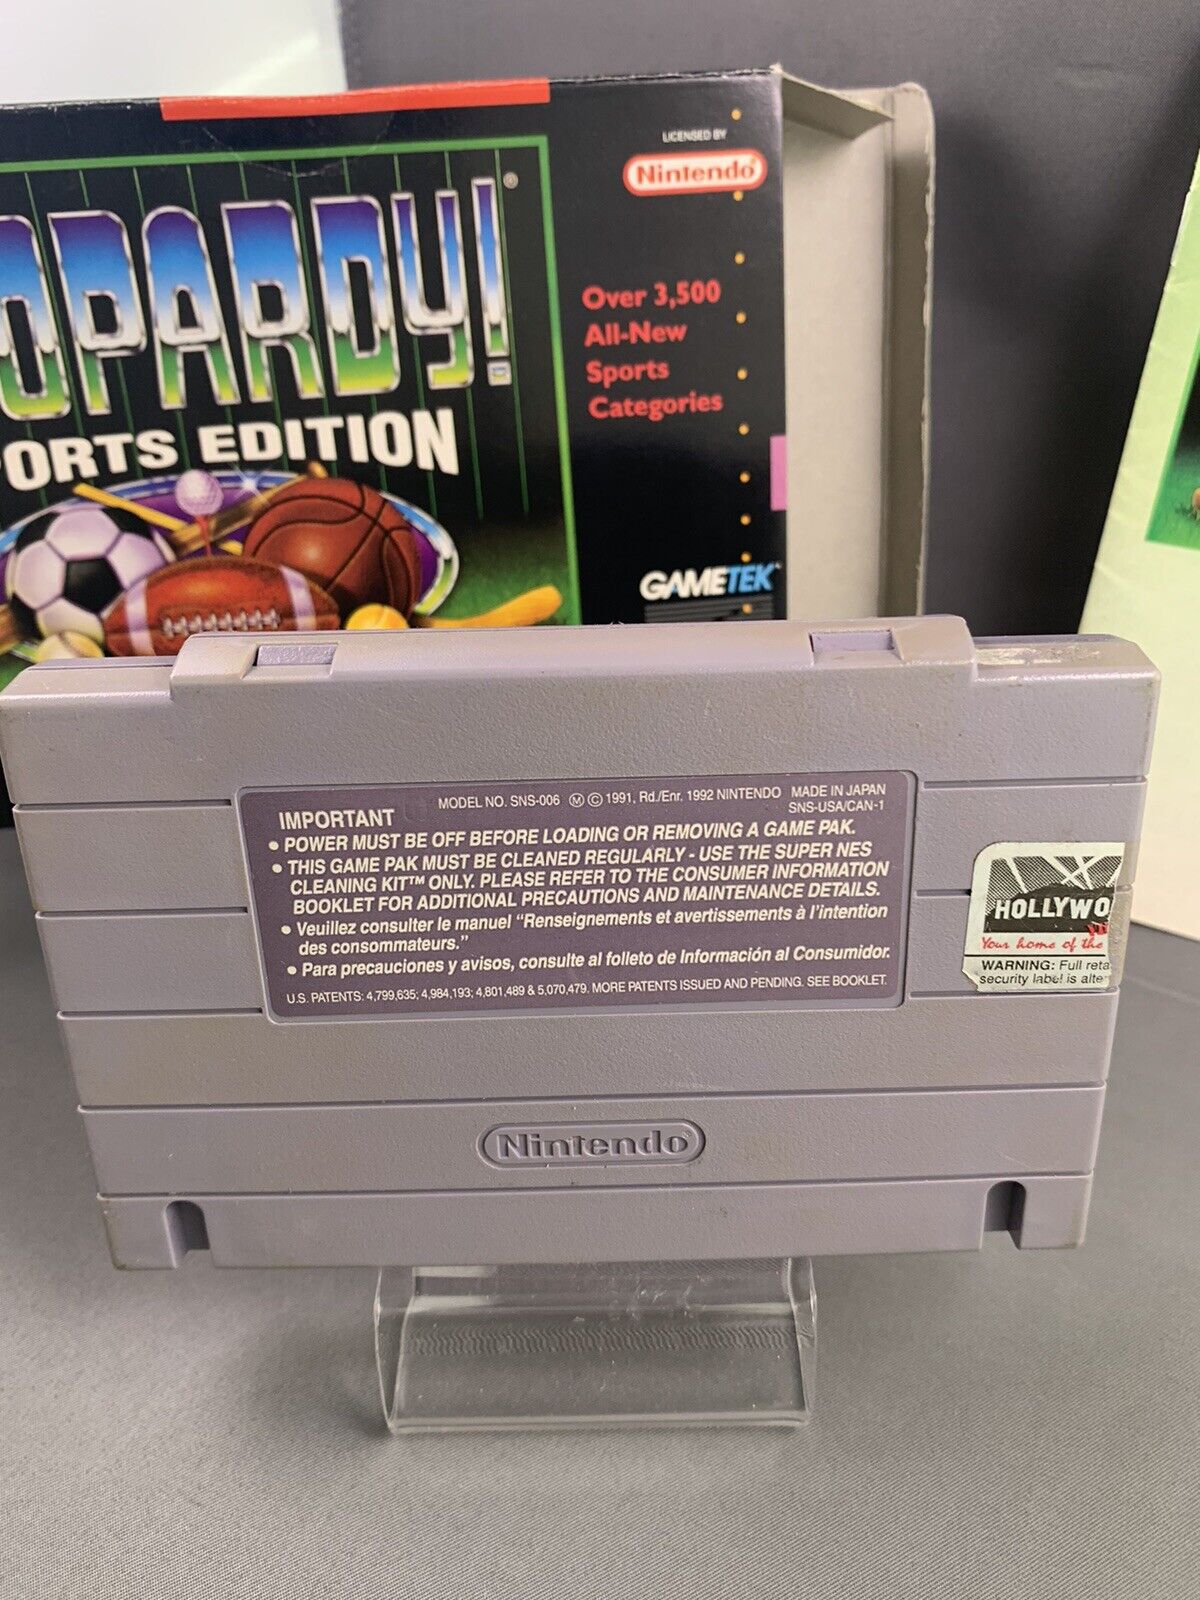 LICENSED BY
Nintendo
OPARDY!®
ORTS EDITION
Over 3,500
All-New
Sports
Categories
GAMETEK
IMPORTANT
MODEL NO. SNS-006 Ⓜ © 1991, Rd./Enr. 1992 NINTENDO MADE IN JAPAN
SNS-USA/CAN-1
• POWER MUST BE OFF BEFORE LOADING OR REMOVING A GAME PAK.
• THIS GAME PAK MUST BE CLEANED REGULARLY - USE THE SUPER NES
CLEANING KIT™ ONLY. PLEASE REFER TO THE CONSUMER INFORMATION
BOOKLET FOR ADDITIONAL PRECAUTIONS AND MAINTENANCE DETAILS.
• Veuillez consulter le manuel “Renseignements et avertissements à l'intention
des consommateurs.”
• Para precauciones y avisos, consulte al folleto de Información al Consumidor.
U.S. PATENTS: 4,799,635; 4,984,193; 4,801,489 & 5,070,479. MORE PATENTS ISSUED AND PENDING. SEE BOOKLET.
HOLLYWO
Your home of the
WARNING: Full reta
security label is alte
Nintendo®